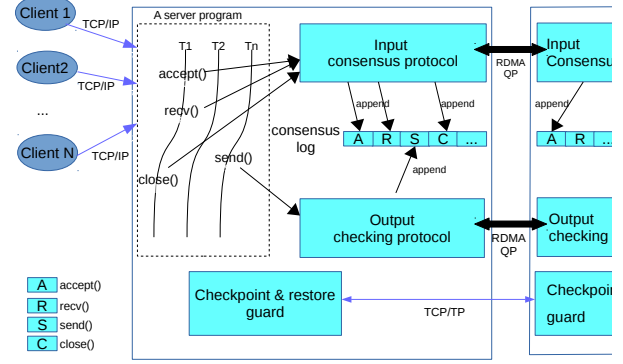 Client 1
TCP/IP
A server program
Client2
TCP/IP
...
Client N
TCP/IP
T1 T2 Tn
accept()
recv()
send()
close()
Input
consensus protocol
append append append
consensus
log
A R S C ...
append
Output
checking protocol
Checkpoint & restore
guard
RDMA
QP
RDMA
QP
TCP/TP
Input
Consensu
append
A R ...
Output
checking
Checkpoin
guard
A accept()
R recv()
S send()
C close()